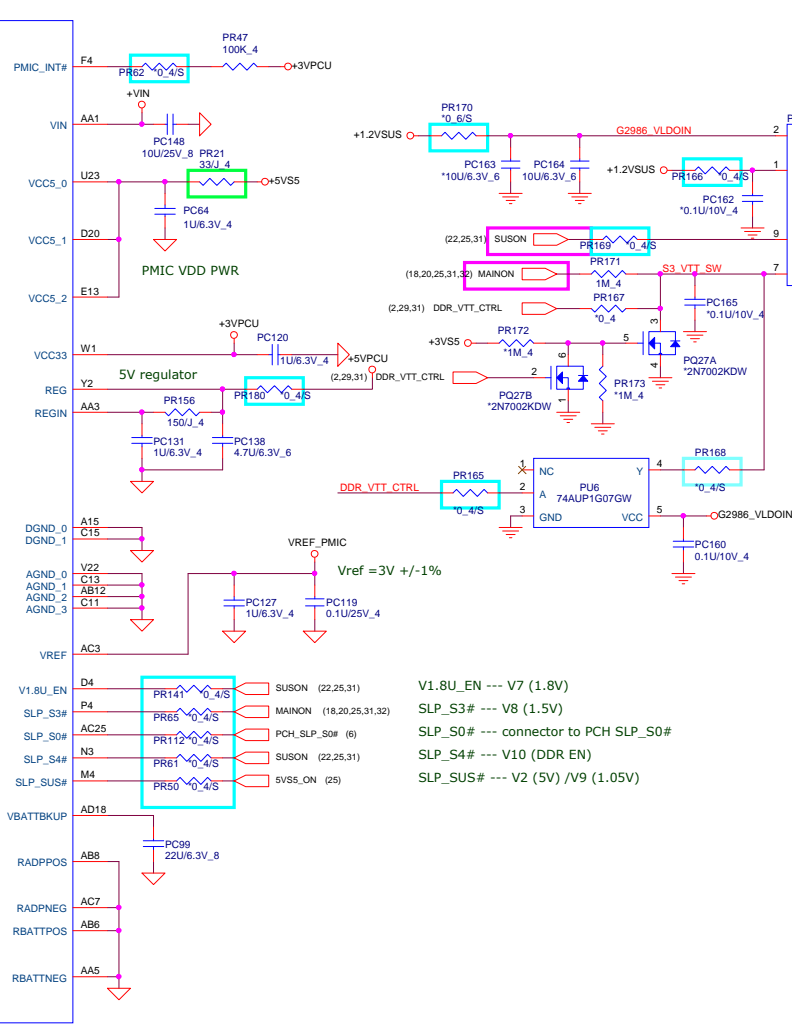 PMIC_INT#
F4
PR62
*0_4/S
PR47
100K_4
+3VPCU
+VIN
VIN
AA1
PC148
10U/25V_8
PR21
33/J_4
VCC5_0
U23
+5VS5
PC64
1U/6.3V_4
VCC5_1
D20
PMIC VDD PWR
VCC5_2
E13
+3VPCU
VCC33
W1
PC120
1U/6.3V_4
+5VPCU
5V regulator
REG
Y2
PR180
*0_4/S
REGIN
AA3
PR156
150/J_4
PC131
1U/6.3V_4
PC138
4.7U/6.3V_6
DGND_0
A15
DGND_1
C15
AGND_0
V22
AGND_1
C13
AGND_2
AB12
AGND_3
C11
VREF_PMIC
Vref =3V +/-1%
PC127
1U/6.3V_4
PC119
0.1U/25V_4
VREF
AC3
V1.8U_EN
D4
PR141
*0_4/S
SUSON (22,25,31)
SLP_S3#
P4
PR65
*0_4/S
MAINON (18,20,25,31,32)
SLP_S0#
AC25
PR112
*0_4/S
PCH_SLP_S0# (6)
SLP_S4#
N3
PR61
*0_4/S
SUSON (22,25,31)
SLP_SUS#
M4
PR50
*0_4/S
5VS5_ON (25)
V1.8U_EN --- V7 (1.8V)
SLP_S3# --- V8 (1.5V)
SLP_S0# --- connector to PCH SLP_S0#
SLP_S4# --- V10 (DDR EN)
SLP_SUS# --- V2 (5V) /V9 (1.05V)
VBATTBKUP
AD18
PC99
22U/6.3V_8
RADPPOS
AB8
RADPNEG
AC7
RBATTPOS
AB6
RBATTNEG
AA5
PR170
*0_6/S
+1.2VSUS
G2986_VLDOIN
2
P
PC163
*10U/6.3V_6
PC164
10U/6.3V_6
+1.2VSUS
PR166
*0_4/S
1
PC162
*0.1U/10V_4
(22,25,31) SUSON
PR169
*0_4/S
9
(18,20,25,31,32) MAINON
PR171
1M_4
S3_VTT_SW
7
(2,29,31) DDR_VTT_CTRL
PR167
*0_4
PC165
*0.1U/10V_4
+3VS5
PR172
*1M_4
5
3
4
PQ27A
*2N7002KDW
(2,29,31) DDR_VTT_CTRL
2
6
1
PQ27B
*2N7002KDW
PR173
*1M_4
DDR_VTT_CTRL
PR165
*0_4/S
1
NC
2
A
3
GND
PU6
74AUP1G07GW
Y
4
VCC
5
PR168
*0_4/S
G2986_VLDOIN
PC160
0.1U/10V_4